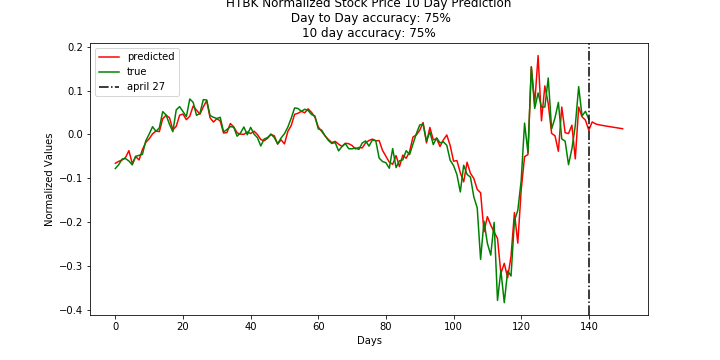 HTBK Normalized Stock Price 10 Day Prediction
Day to Day accuracy: 75%
10 day accuracy: 75%
predicted
true
april 27
Normalized Values
0.2
0.1
0.0
−0.1
−0.2
−0.3
−0.4
0 20 40 60 80 100 120 140
Days